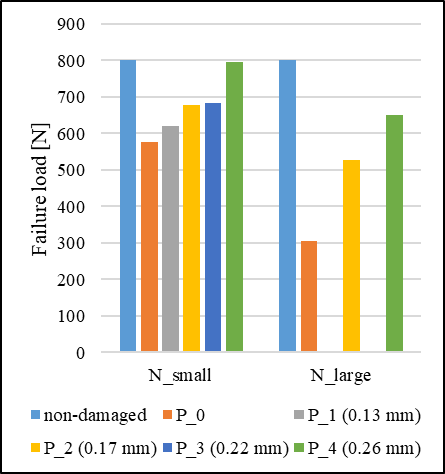 Failure load [N]
900
800
700
600
500
400
300
200
100
0
N_small N_large
non-damaged P_0 P_1 (0.13 mm)
P_2 (0.17 mm) P_3 (0.22 mm) P_4 (0.26 mm)